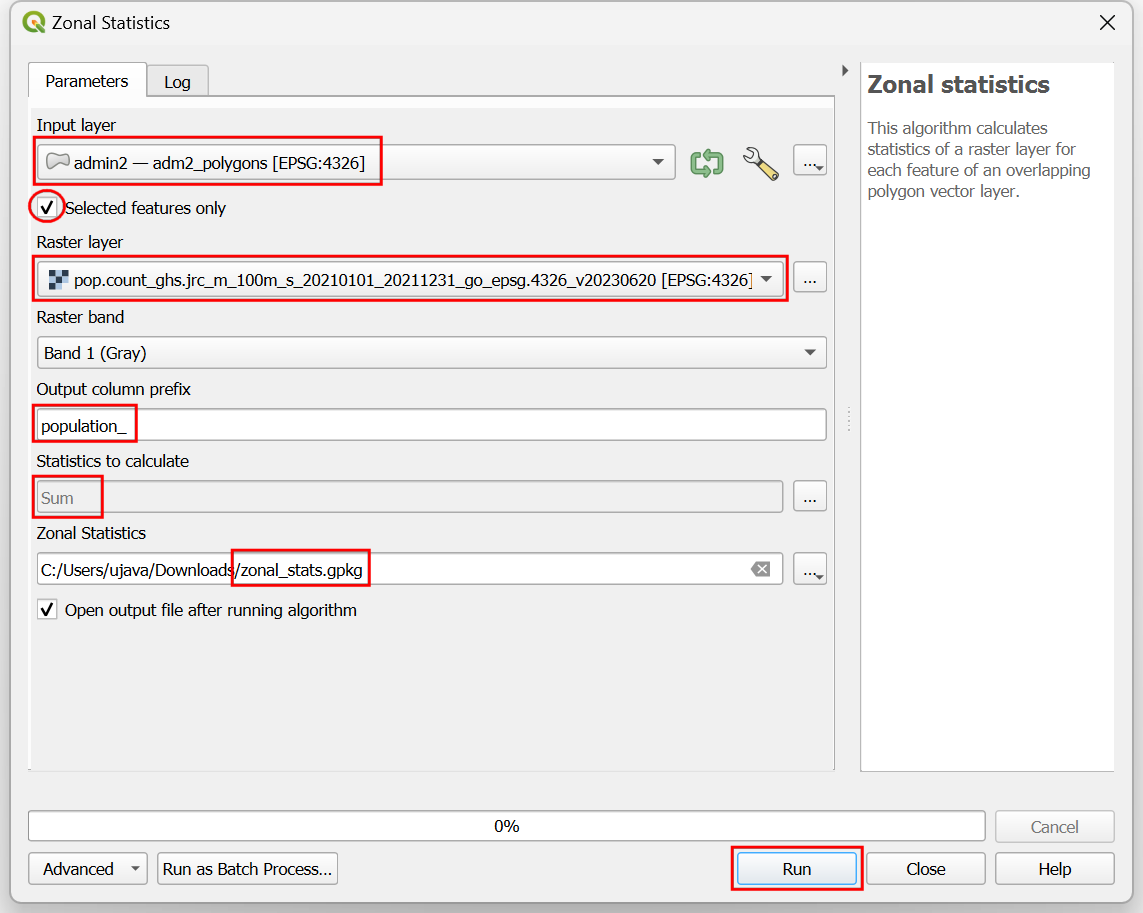 Zonal Statistics
Parameters
Log
Input layer
admin2 — adm2_polygons [EPSG:4326]
...
Selected features only
Raster layer
pop.count_ghs.jrc_m_100m_s_20210101_20211231_go_epsg.4326_v20230620 [EPSG:4326]
...
Raster band
Band 1 (Gray)
Output column prefix
population_
Statistics to calculate
Sum
...
Zonal Statistics
C:/Users/ujava/Downloads/zonal_stats.gpkg
...
Open output file after running algorithm
Zonal statistics
This algorithm calculates
statistics of a raster layer for
each feature of an overlapping
polygon vector layer.
0%
Cancel
Advanced
Run as Batch Process...
Run
Close
Help